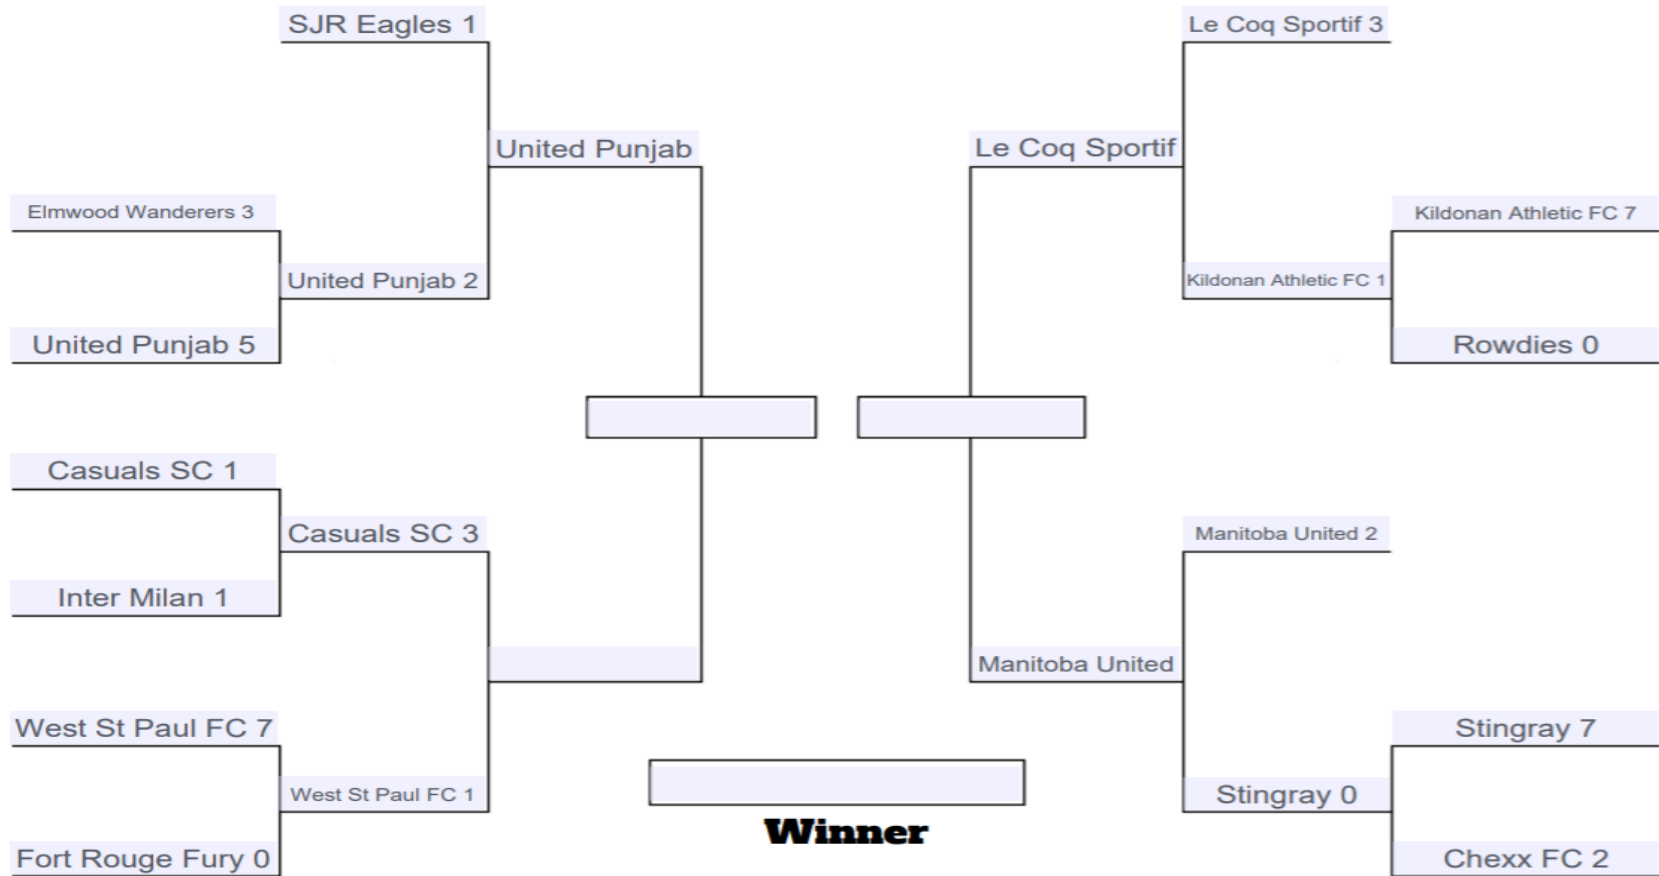 SJR Eagles 1
Le Coq Sportif 3
United Punjab
Le Coq Sportif
Elmwood Wanderers 3
Kildonan Athletic FC 7
United Punjab 2
Kildonan Athletic FC 1
United Punjab 5
Rowdies 0
Casuals SC 1
Casuals SC 3
Manitoba United 2
Inter Milan 1
Manitoba United
West St Paul FC 7
Stingray 7
West St Paul FC 1
Stingray 0
Winner
Fort Rouge Fury 0
Chexx FC 2